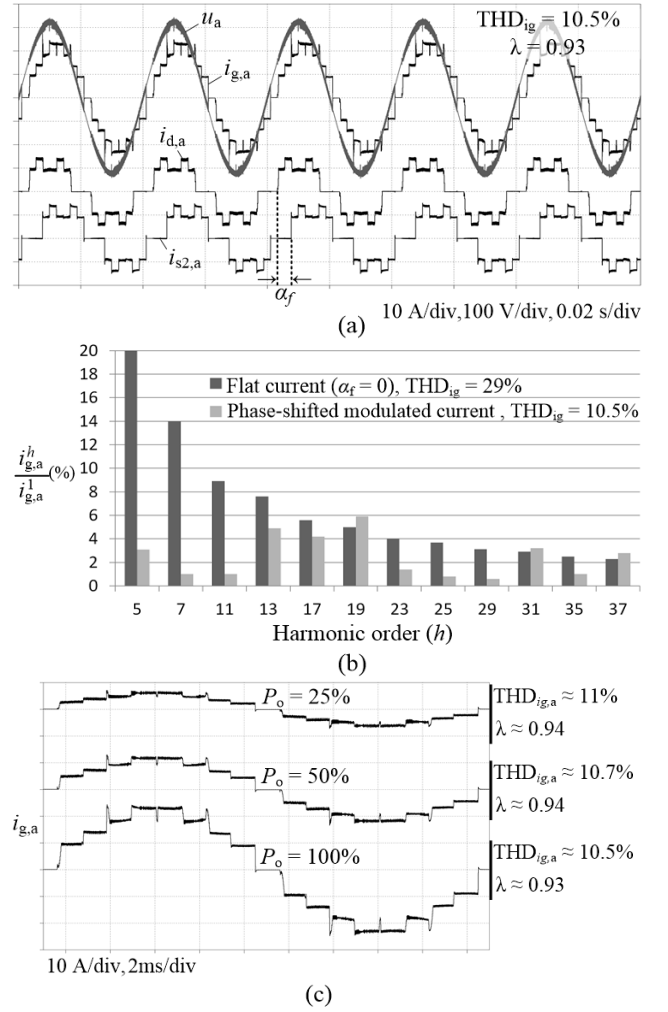 u_a
THD_ig = 10.5%
λ = 0.93
i_g,a
i_d,a
i_s2,a
α_f
10 A/div,100 V/div, 0.02 s/div
(a)
20
18
16
14
12
10
8
6
4
2
0
i^h_g,a
i^1_g,a
(%)
Flat current (α_f = 0), THD_ig = 29%
Phase-shifted modulated current , THD_ig = 10.5%
5 7 11 13 17 19 23 25 29 31 35 37
Harmonic order (h)
(b)
P_o = 25%
THD_ig,a ≈ 11%
λ ≈ 0.94
P_o = 50%
THD_ig,a ≈ 10.7%
λ ≈ 0.94
i_g,a
P_o = 100%
THD_ig,a ≈ 10.5%
λ ≈ 0.93
10 A/div, 2ms/div
(c)